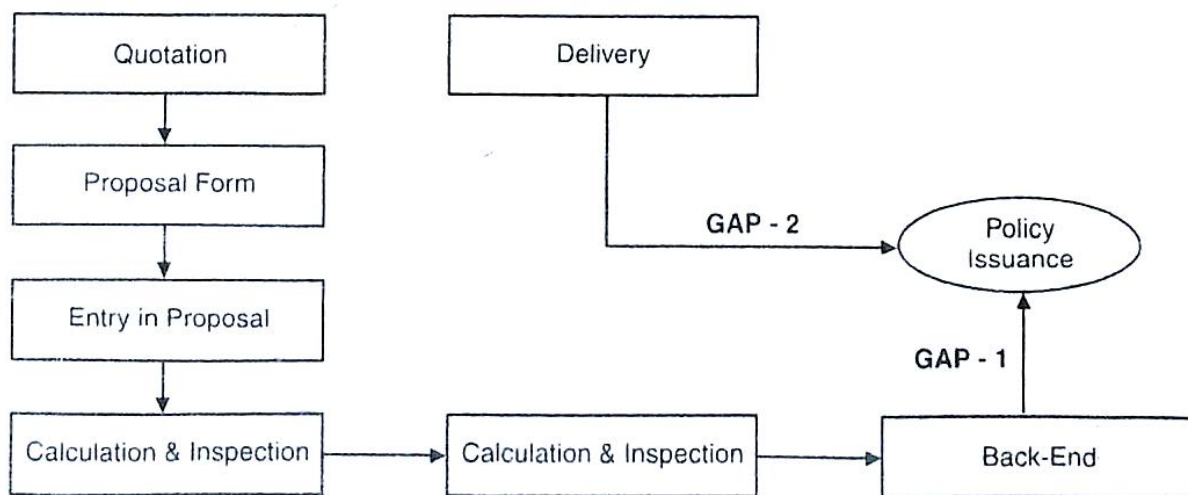 Quotation
Delivery
Proposal Form
GAP - 2
Policy
Issuance
Entry in Proposal
GAP - 1
Calculation & Inspection
Calculation & Inspection
Back-End